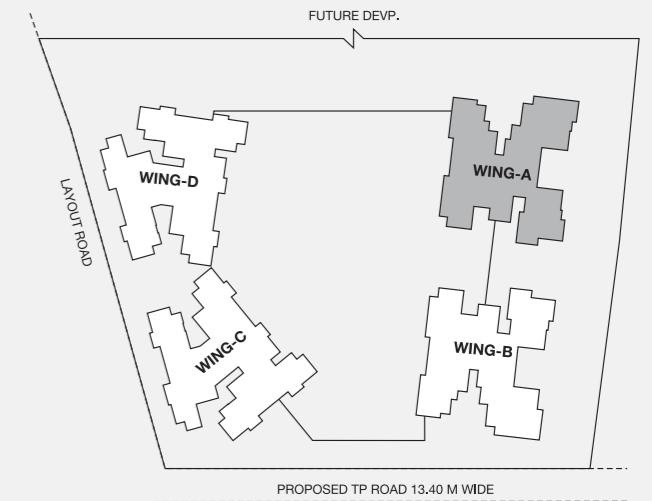 FUTURE DEVP.
WING-D
WING-A
LAYOUT ROAD
WING-C
WING-B
PROPOSED TP ROAD 13.40 M WIDE